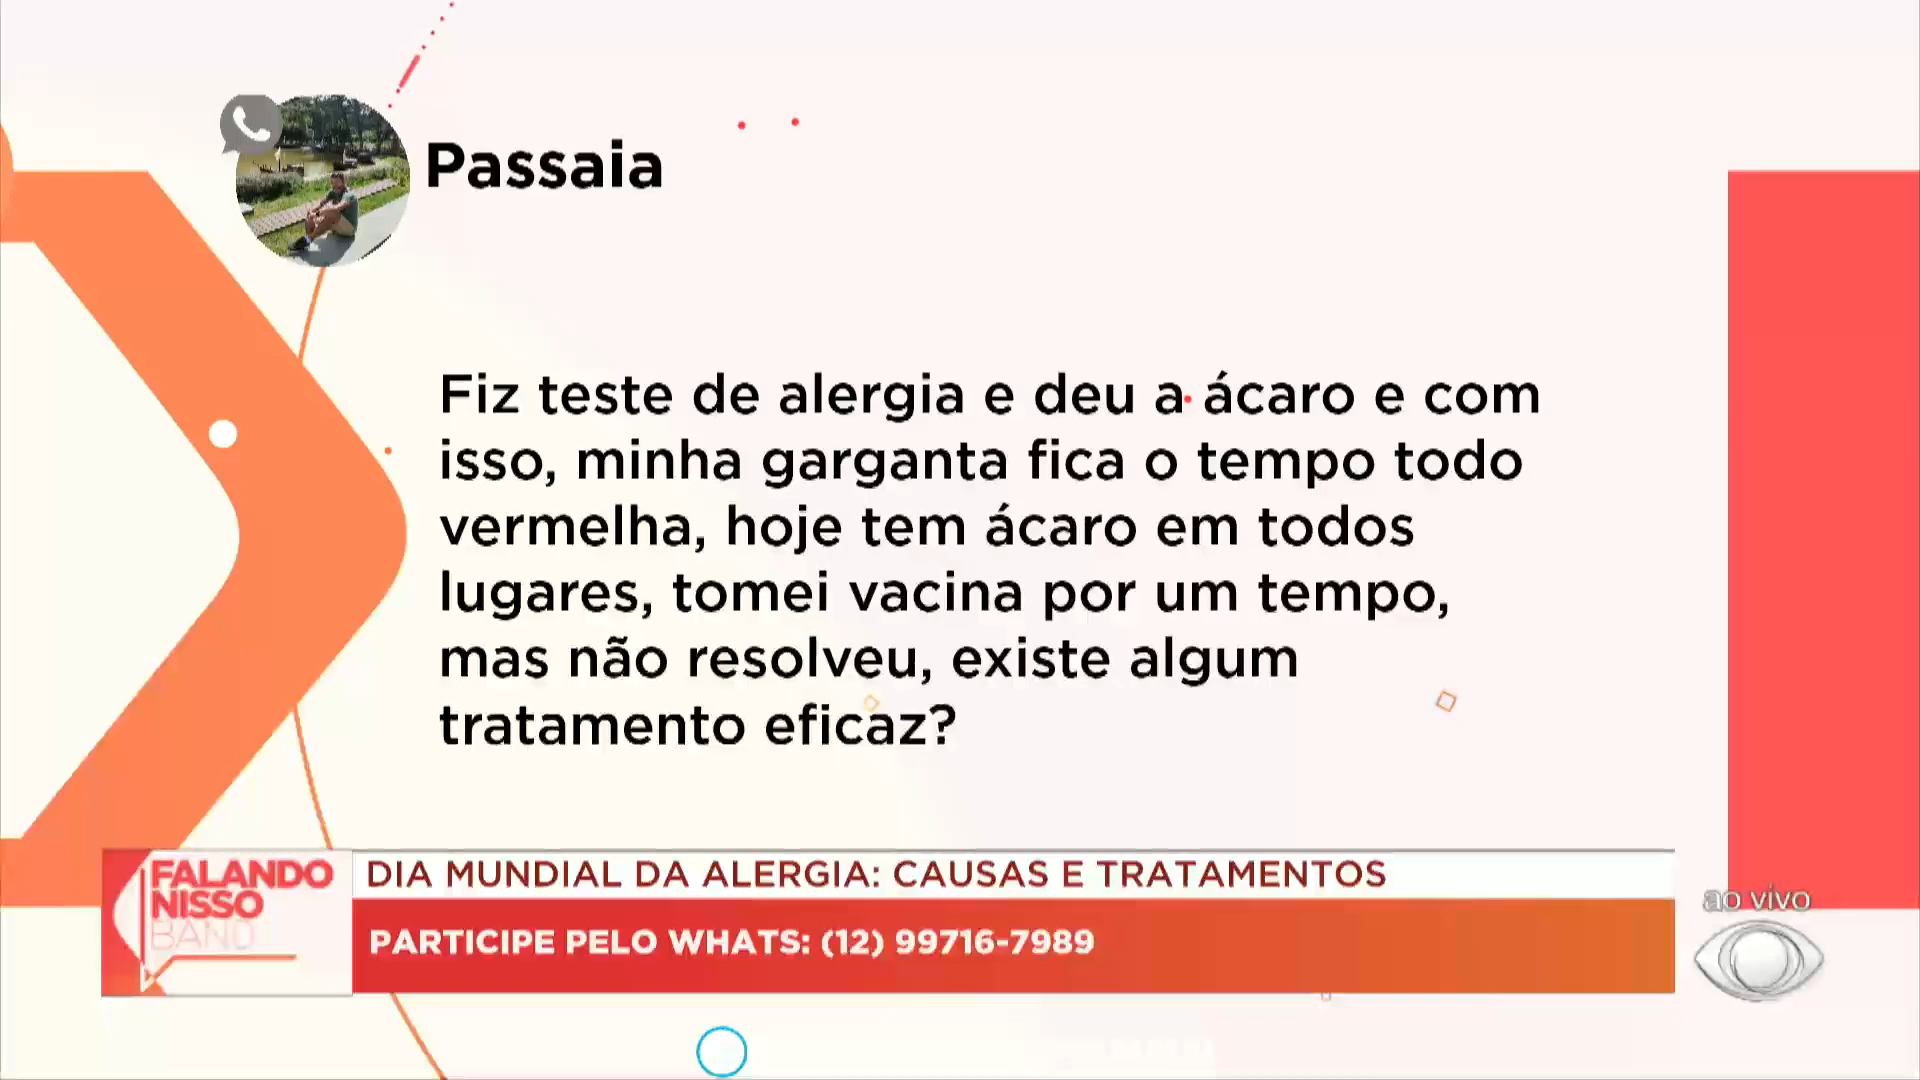 Passaia
Fiz teste de alergia e deu a ácaro e com
isso, minha garganta fica o tempo todo
vermelha, hoje tem ácaro em todos
lugares, tomei vacina por um tempo,
mas não resolveu, existe algum
tratamento eficaz?
FALANDO
NISSO
BAND
DIA MUNDIAL DA ALERGIA: CAUSAS E TRATAMENTOS
PARTICIPE PELO WHATS: (12) 99716-7989
ao vivo